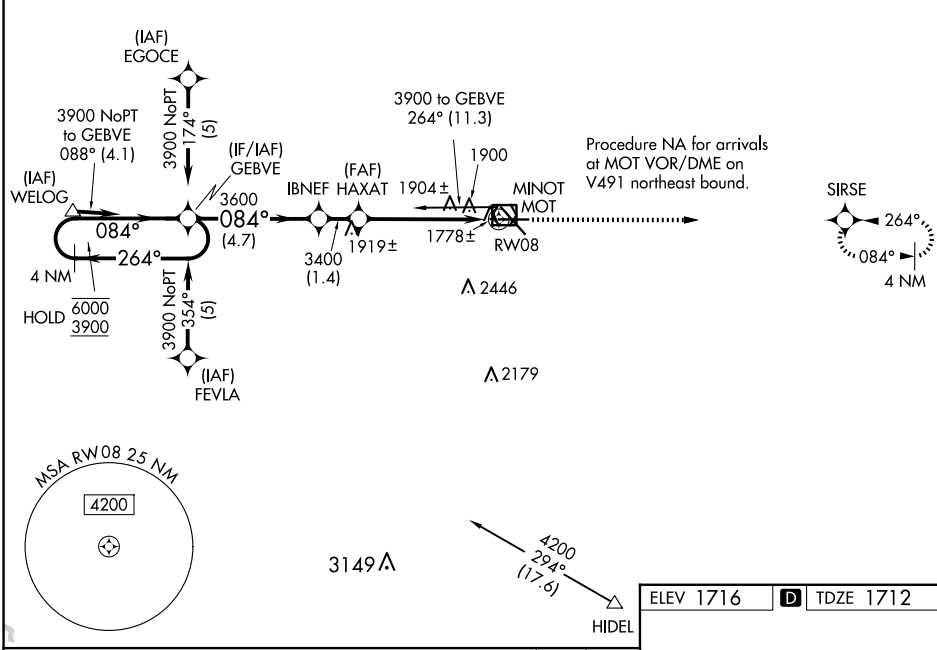 (IAF)
EGOCE
3900 NoPT
to GEBVE
088° (4.1)
3900 NoPT
174°
(5)
3900 to GEBVE
264° (11.3)
Procedure NA for arrivals
at MOT VOR/DME on
V491 northeast bound.
(IF/IAF)
GEBVE
(IAF)
WELOG
IBNEF
(FAF)
HAXAT
1900
1904±
MINOT
MOT
SIRSE
3600
084°
(4.7)
084°
264°
3400
(1.4)
1919±
1778±
RW08
264°
084°
4 NM
4 NM
HOLD
6000
3900
3900 NoPT
354°
(5)
2446
(IAF)
FEVLA
2179
MSA RW08 25 NM
4200
3149
4200
294°
(17.6)
HIDEL
ELEV 1716
D
TDZE 1712